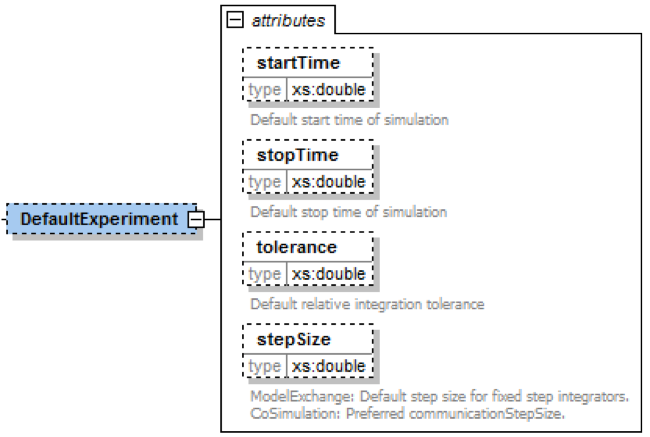 attributes
startTime
type xs:double
Default start time of simulation
stopTime
type xs:double
Default stop time of simulation
DefaultExperiment
tolerance
type xs:double
Default relative integration tolerance
stepSize
type xs:double
ModelExchange: Default step size for fixed step integrators.
CoSimulation: Preferred communicationStepSize.